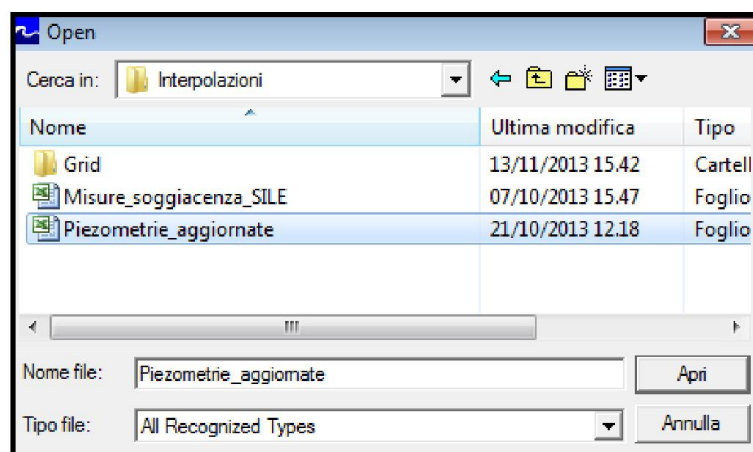 Open
Cerca in: Interpolazioni
Nome Ultima modifica Tipo
Grid 13/11/2013 15.42 Cartell
Misure_soggiacenza_SILE 07/10/2013 15.47 Foglio
Piezometrie_aggiornate 21/10/2013 12.18 Foglio
Nome file: Piezometrie_aggiornate Apri
Tipo file: All Recognized Types Annulla